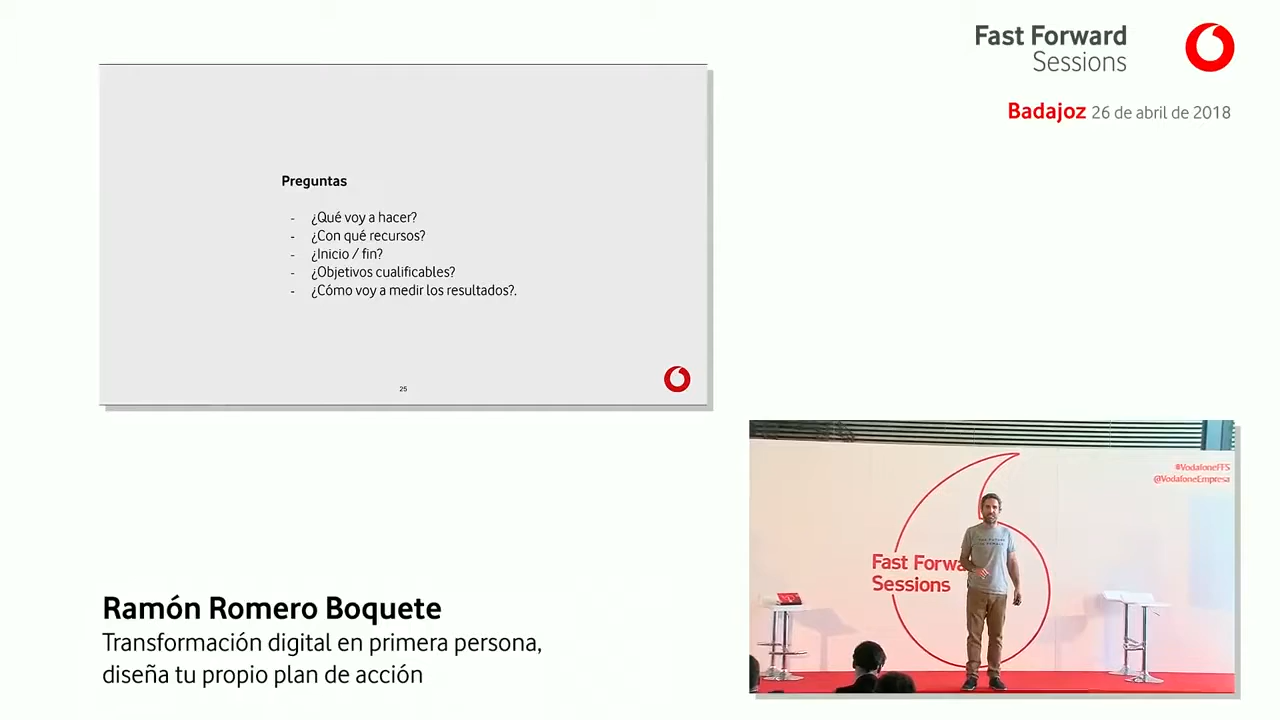 Fast Forward
Sessions
Badajoz 26 de abril de 2018
Preguntas
- ¿Qué voy a hacer?
- ¿Con qué recursos?
- ¿Inicio / fin?
- ¿Objetivos cualificables?
- ¿Cómo voy a medir los resultados?.
25
#VodafoneFFS
@VodafoneEmpresa
Fast Forwa
Sessions
Ramón Romero Boquete
Transformación digital en primera persona,
diseña tu propio plan de acción